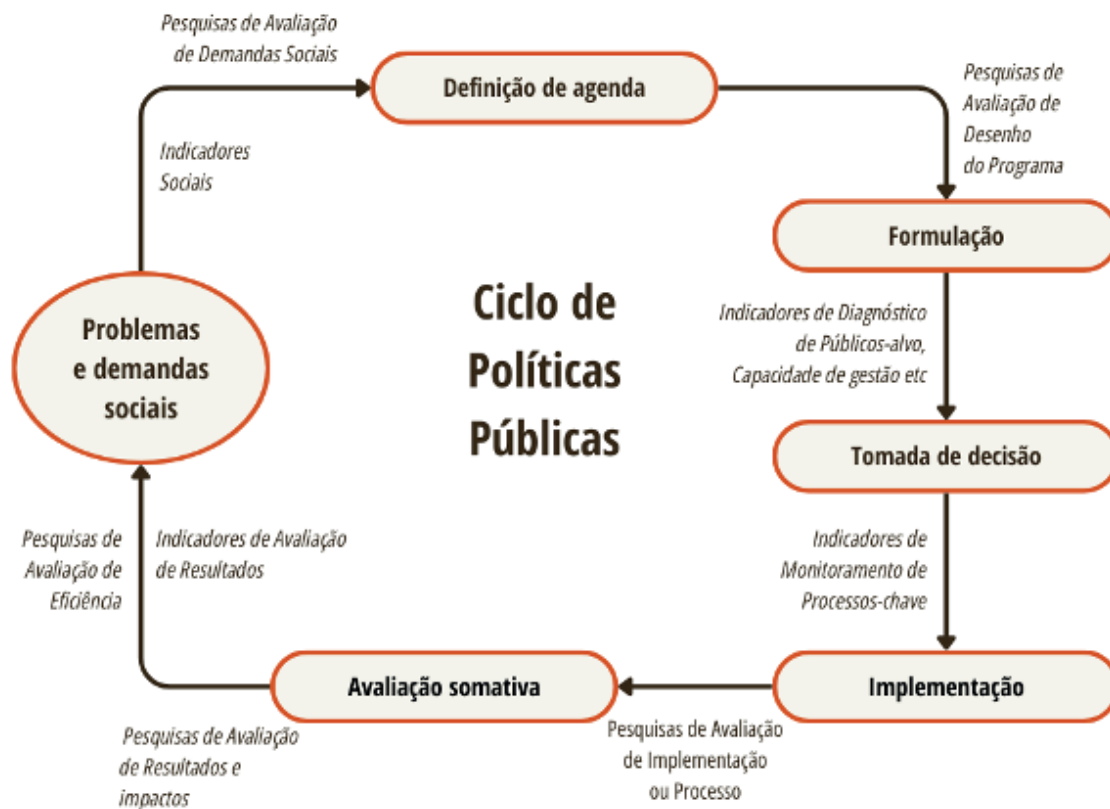 Pesquisas de Avaliação
de Demandas Sociais
Definição de agenda
Pesquisas de
Avaliação de
Desenho
do Programa
Indicadores
Sociais
Formulação
Ciclo de
Políticas
Públicas
Problemas
e demandas
sociais
Indicadores de Diagnóstico
de Públicos-alvo,
Capacidade de gestão etc
Tomada de decisão
Pesquisas de
Avaliação de
Eficiência
Indicadores de Avaliação
de Resultados
Indicadores de
Monitoramento de
Processos-chave
Avaliação somativa
Implementação
Pesquisas de Avaliação
de Resultados e
impactos
Pesquisas de Avaliação
de Implementação
ou Processo